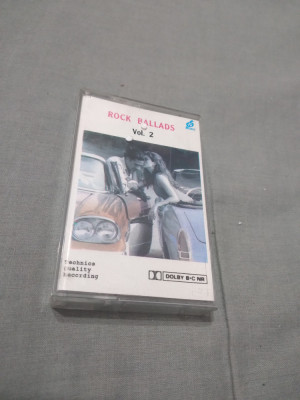 ROCK BALLADS
Vol. 2
Technics
Quality
Recording
DOLBY B-C NR